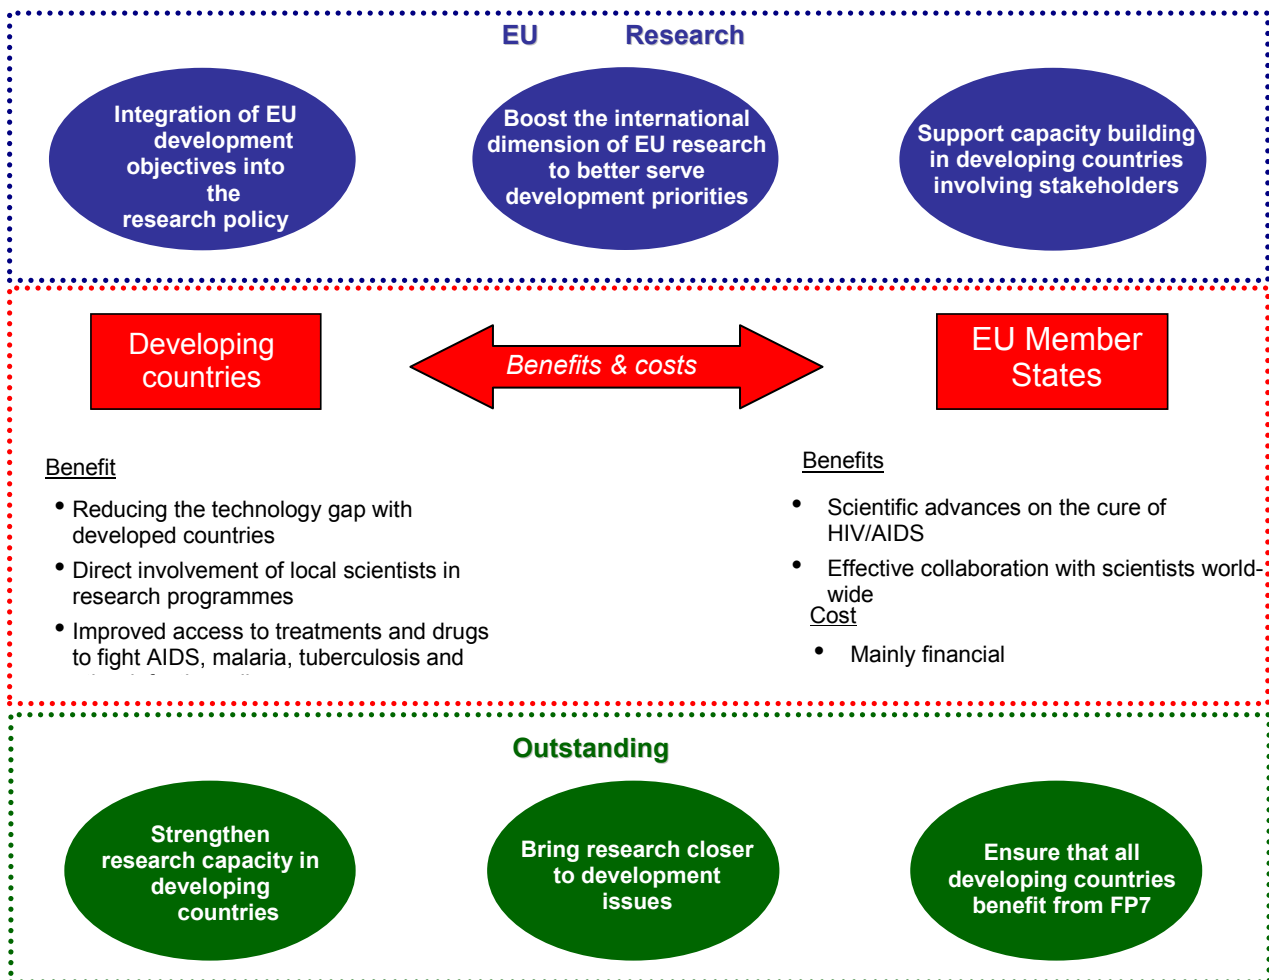 EU Research
Integration of EU
development
objectives into
the
research policy
Boost the international
dimension of EU research
to better serve
development priorities
Support capacity building
in developing countries
involving stakeholders
Developing
countries
Benefits & costs
EU Member
States
Benefit
• Reducing the technology gap with
developed countries
• Direct involvement of local scientists in
research programmes
• Improved access to treatments and drugs
to fight AIDS, malaria, tuberculosis and
Benefits
• Scientific advances on the cure of
HIV/AIDS
• Effective collaboration with scientists world-
wide
Cost
• Mainly financial
Outstanding
Strengthen
research capacity in
developing
countries
Bring research closer
to development
issues
Ensure that all
developing countries
benefit from FP7